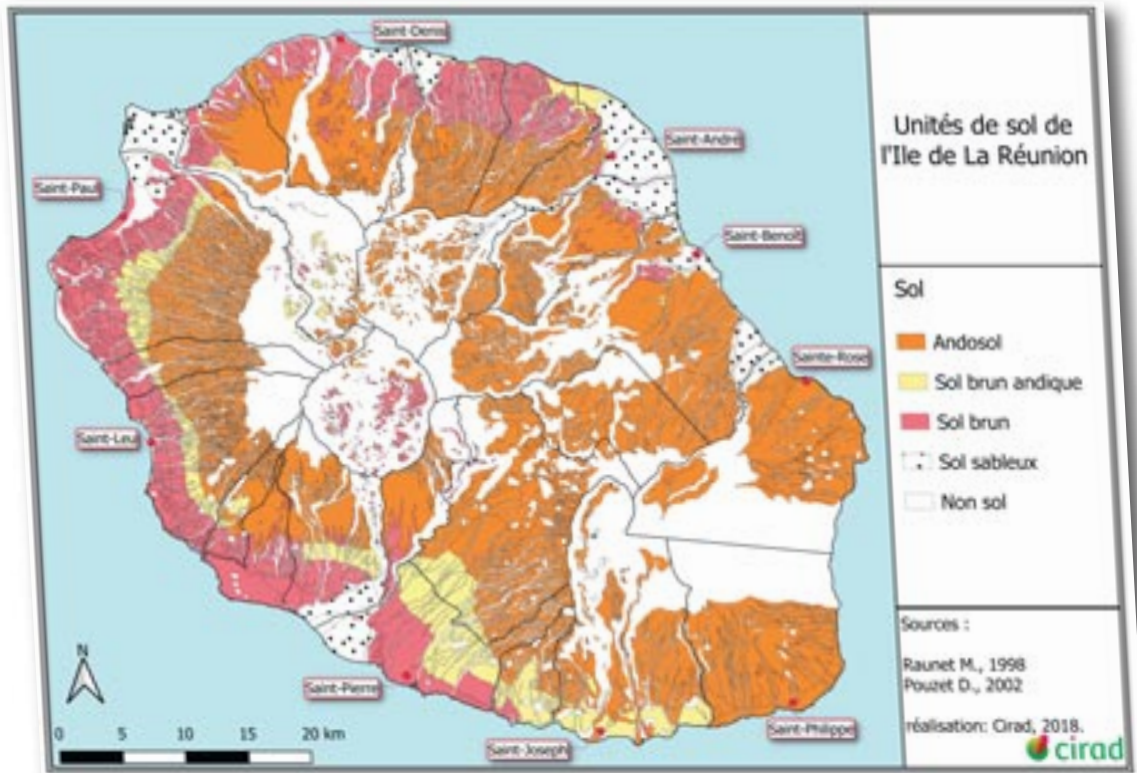 Unités de sol de
l'Ile de La Réunion
Sol
Andosol
Sol brun andique
Sol brun
Sol sableux
Non sol
Sources :
Raunet M., 1998
Pouzet D., 2002
réalisation: Cirad, 2018.
cirad
Saint-Denis
Saint-André
Saint-Paul
Saint-Benoît
Sainte-Rose
Saint-Leu
Saint-Pierre
Saint-Philippe
Saint-Joseph
N
0 5 10 15 20 km